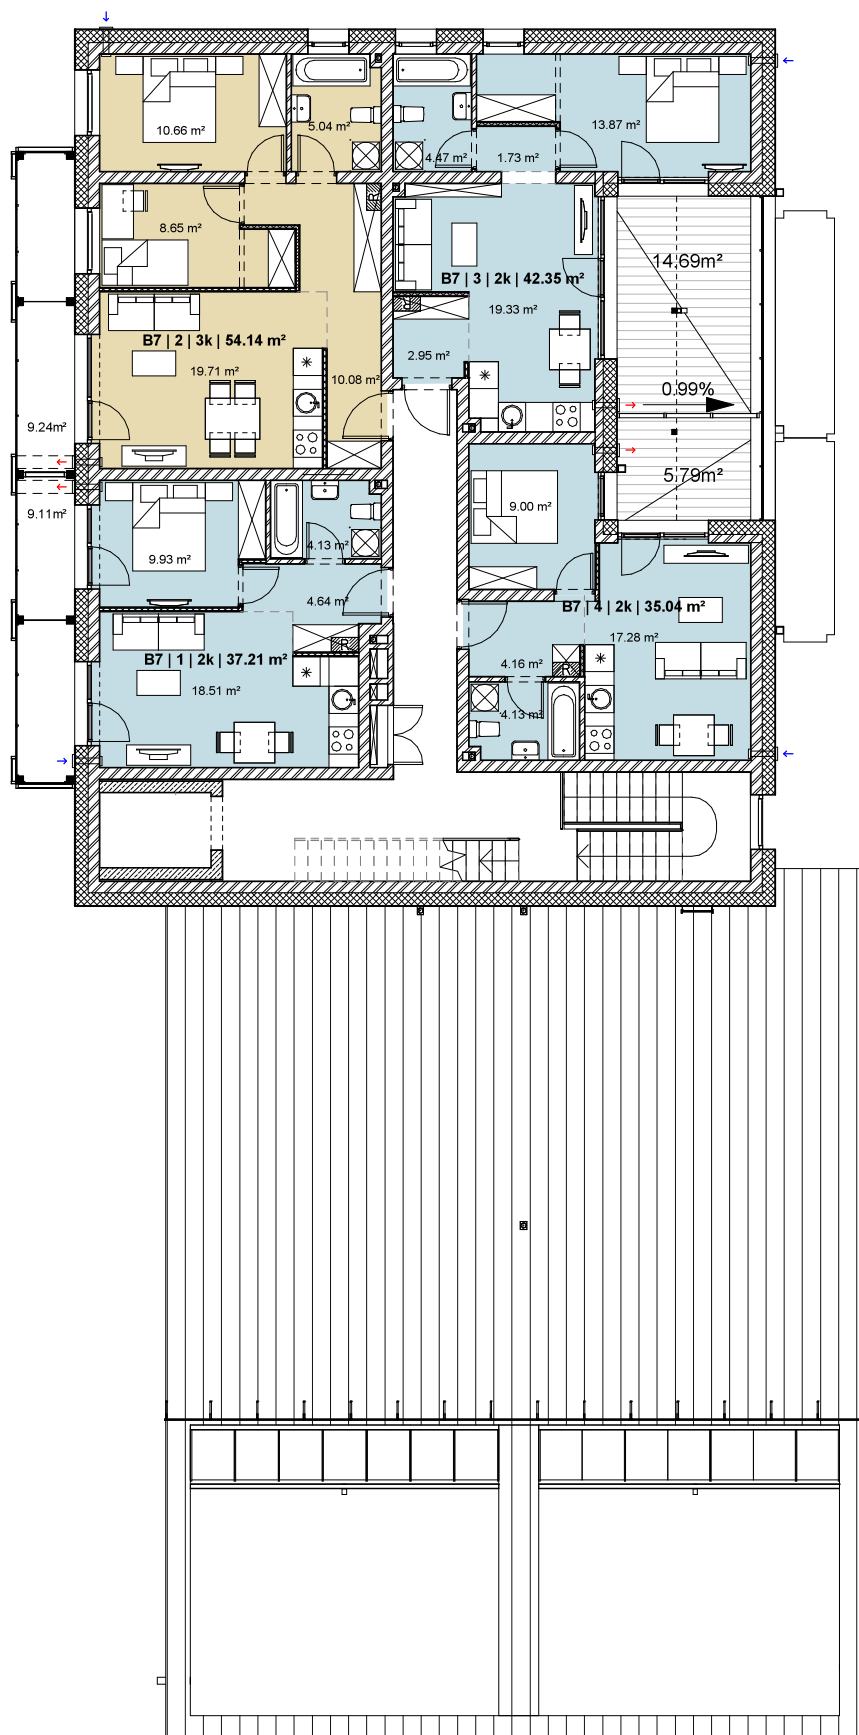 10.66 m²
5.04 m²
4.47 m²
1.73 m²
13.87 m²
8.65 m²
R
14.69m²
B7 | 3 | 2k | 42.35 m²
19.33 m²
R
B7 | 2 | 3k | 54.14 m²
2.95 m²
19.71 m²
10.08 m²
0.99%
9.24m²
5.79m²
9.11m²
9.00 m²
4.13 m²
9.93 m²
4.64 m²
B7 | 4 | 2k | 35.04 m²
17.28 m²
R
B7 | 1 | 2k | 37.21 m²
4.16 m²
R
18.51 m²
4.13 m²